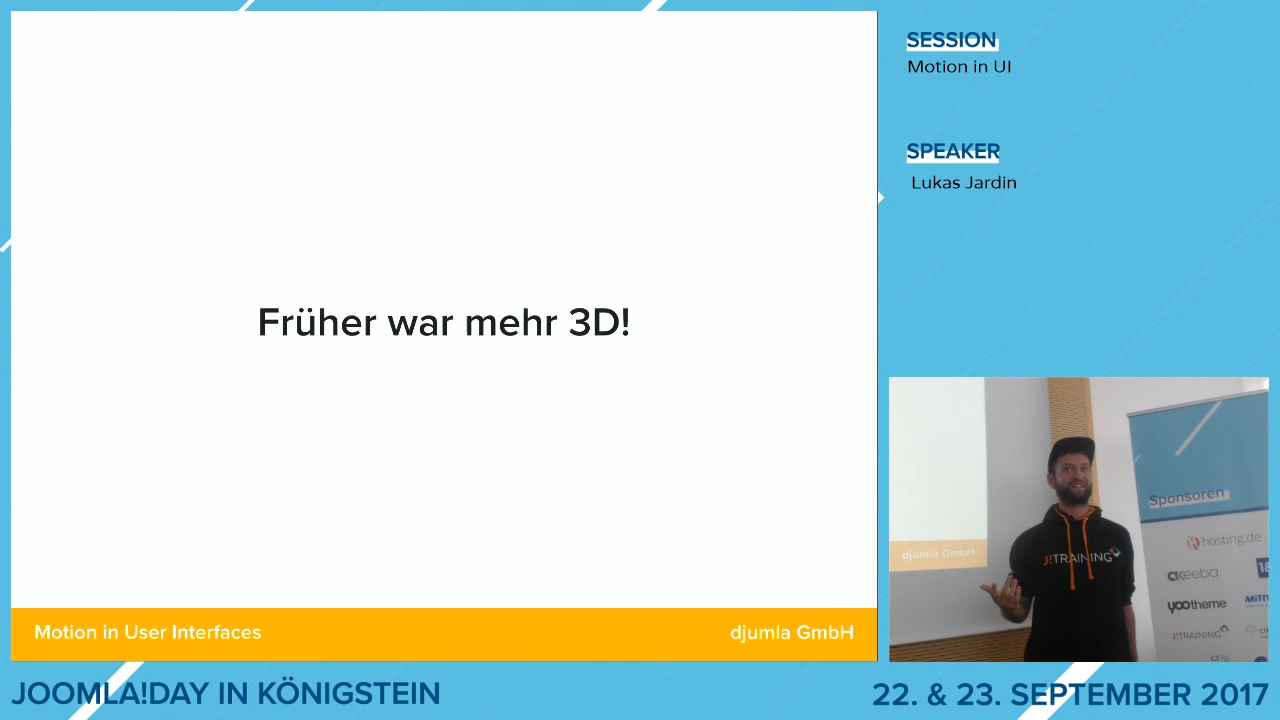 SESSION
Motion in UI
SPEAKER
Lukas Jardin
Früher war mehr 3D!
Motion in User Interfaces
djumla GmbH
djumla GmbH
J!TRAINING
Sponsoren
hosting.de
akeeba
yootheme
J!TRAINING
JOOMLA!DAY IN KÖNIGSTEIN
22. & 23. SEPTEMBER 2017